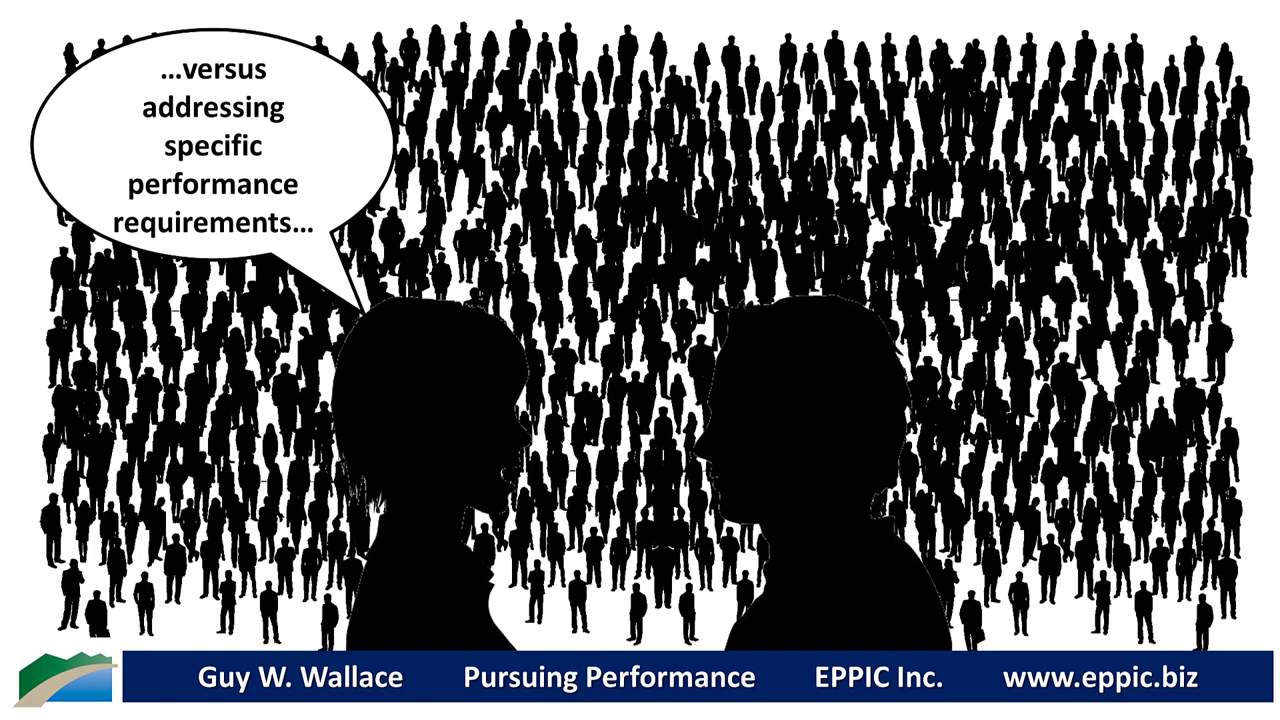 ...versus
addressing
specific
performance
requirements...
Guy W. Wallace Pursuing Performance EPPIC Inc. www.eppic.biz